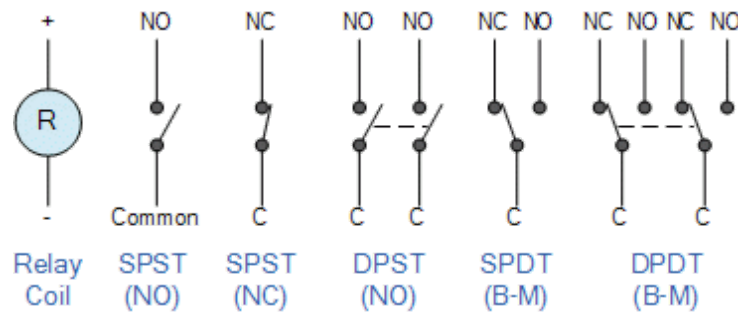 + NO NC NO NO NC NO NC NO NC NO
R
- Common C C C C C C
Relay SPST SPST DPST SPDT DPDT
Coil (NO) (NC) (NO) (B-M) (B-M)